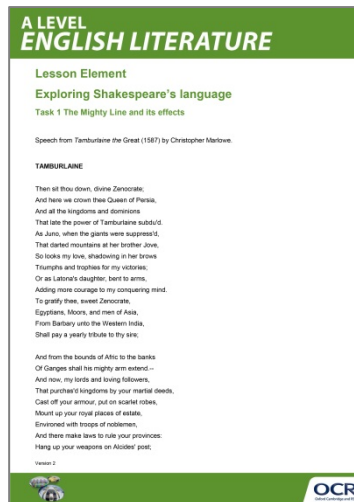 A LEVEL
ENGLISH LITERATURE
Lesson Element
Exploring Shakespeare's language
Task 1 The Mighty Line and its effects
Speech from Tamburlaine the Great (1587) by Christopher Marlowe.
TAMBURLAINE
Then sit thou down, divine Zenocrate;
And here we crown thee Queen of Persia,
And all the kingdoms and dominions
That late the power of Tamburlaine subdu'd.
As Juno, when the giants were suppress'd,
That darted mountains at her brother Jove,
So looks my love, shadowing in her brows
Triumphs and trophies for my victories;
Or as Latona's daughter, bent to arms,
Adding more courage to my conquering mind.
To gratify thee, sweet Zenocrate,
Egyptians, Moors, and men of Asia,
From Barbary unto the Western India,
Shall pay a yearly tribute to thy sire;
And from the bounds of Afric to the banks
Of Ganges shall his mighty arm extend.--
And now, my lords and loving followers,
That purchas'd kingdoms by your martial deeds,
Cast off your armour, put on scarlet robes,
Mount up your royal places of estate,
Environed with troops of noblemen,
And there make laws to rule your provinces:
Hang up your weapons on Alcides' post;
Version 2
OCR